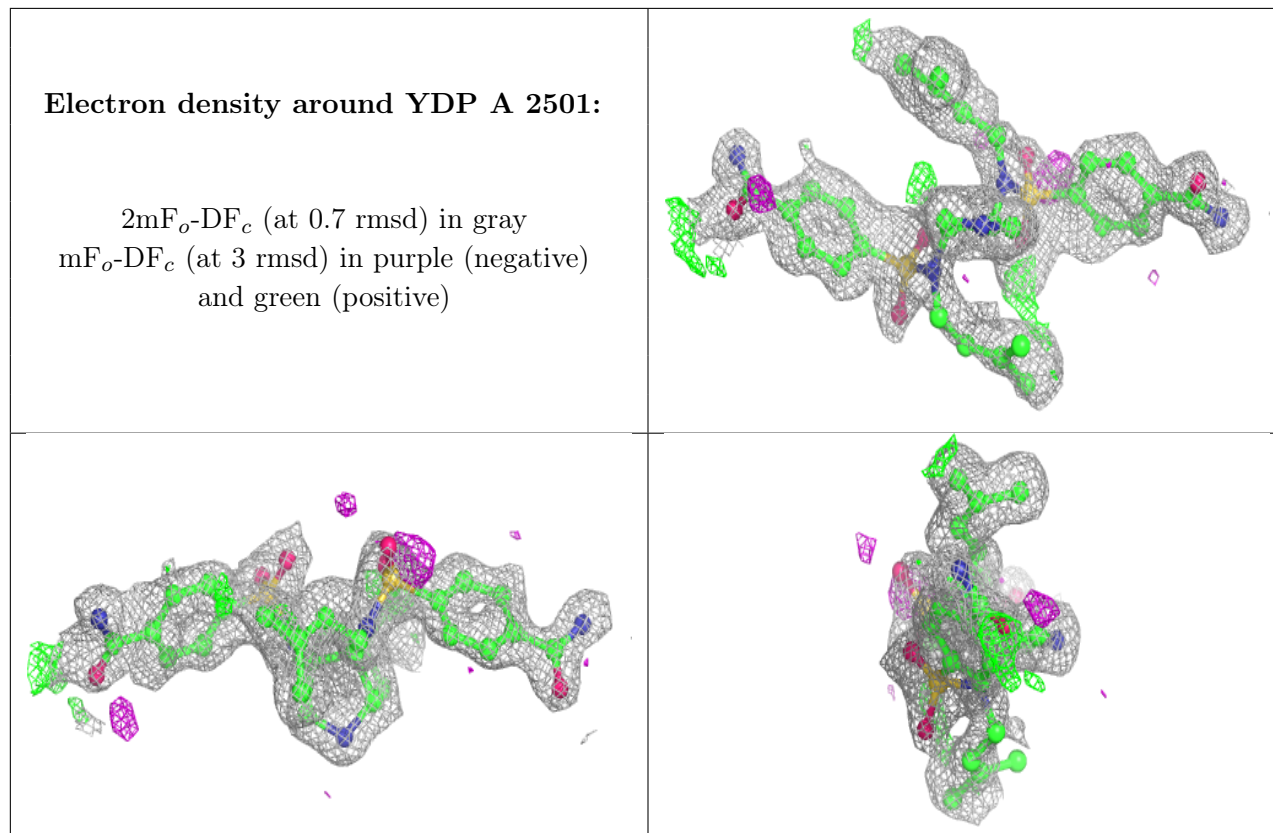 Electron density around YDP A 2501:
2mFo-DFc (at 0.7 rmsd) in gray
mFo-DFc (at 3 rmsd) in purple (negative)
and green (positive)